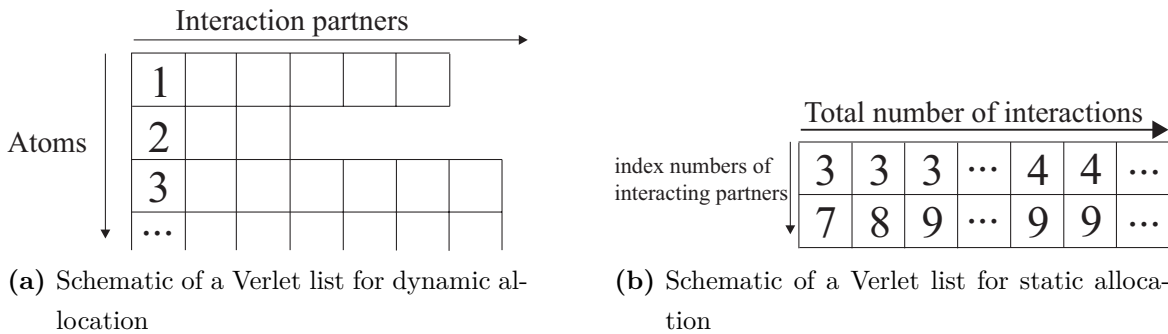 Interaction partners
Atoms
1
2
3
...
(a) Schematic of a Verlet list for dynamic al-
location
Total number of interactions
index numbers of
interacting partners
3 3 3 ... 4 4 ...
7 8 9 ... 9 9 ...
(b) Schematic of a Verlet list for static alloca-
tion